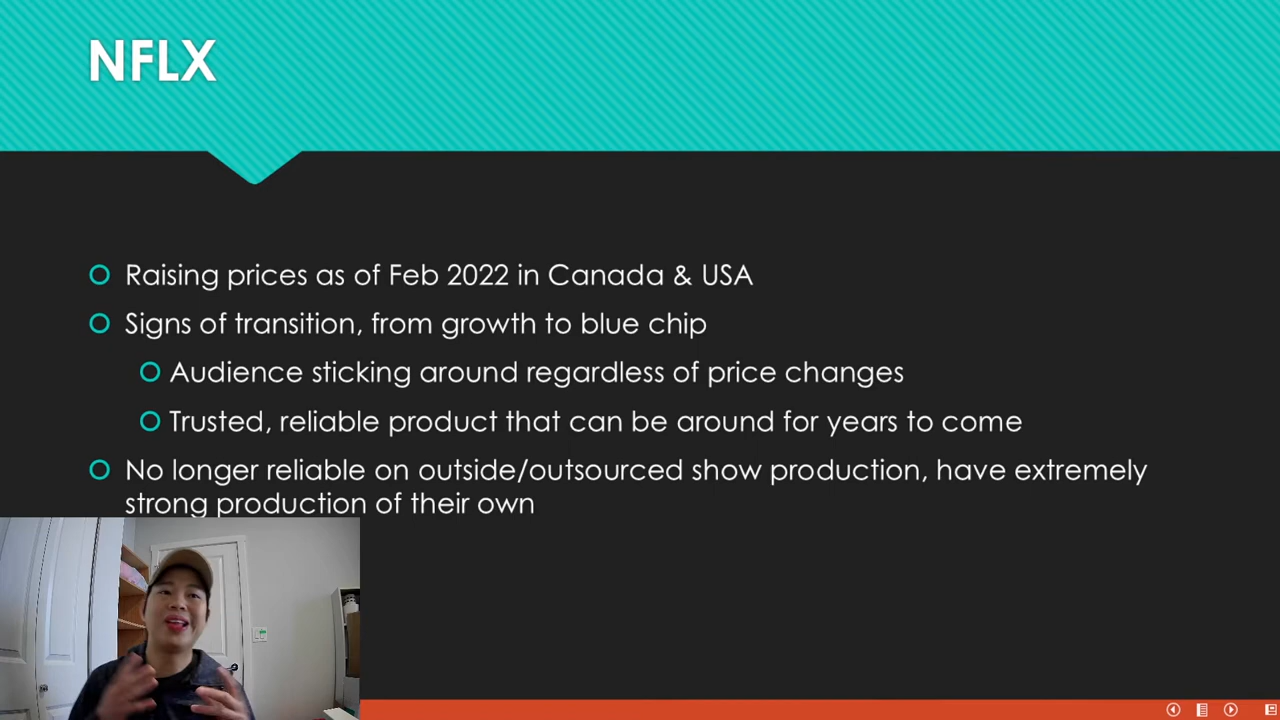 NFLX
Raising prices as of Feb 2022 in Canada & USA
Signs of transition, from growth to blue chip
Audience sticking around regardless of price changes
Trusted, reliable product that can be around for years to come
No longer reliable on outside/outsourced show production, have extremely
strong production of their own